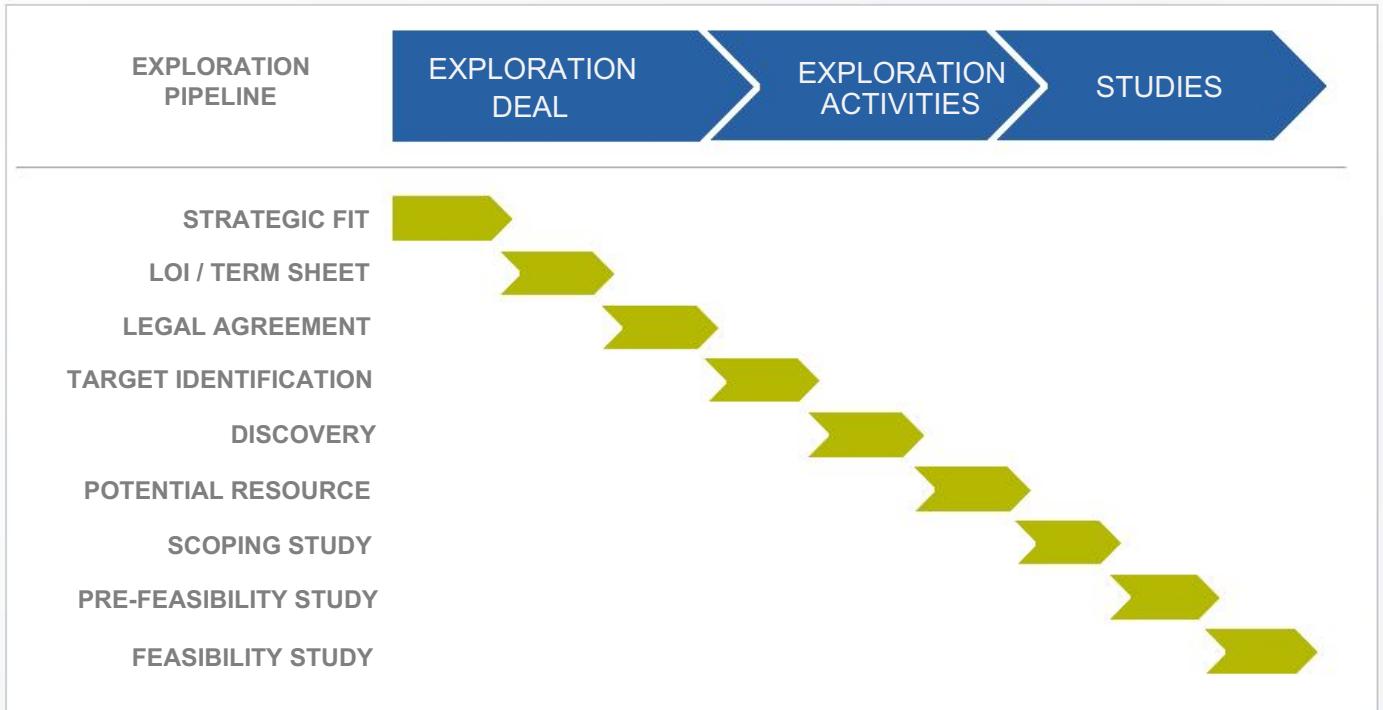 EXPLORATION
PIPELINE
EXPLORATION
DEAL
EXPLORATION
ACTIVITIES
STUDIES
STRATEGIC FIT
LOI / TERM SHEET
LEGAL AGREEMENT
TARGET IDENTIFICATION
DISCOVERY
POTENTIAL RESOURCE
SCOPING STUDY
PRE-FEASIBILITY STUDY
FEASIBILITY STUDY